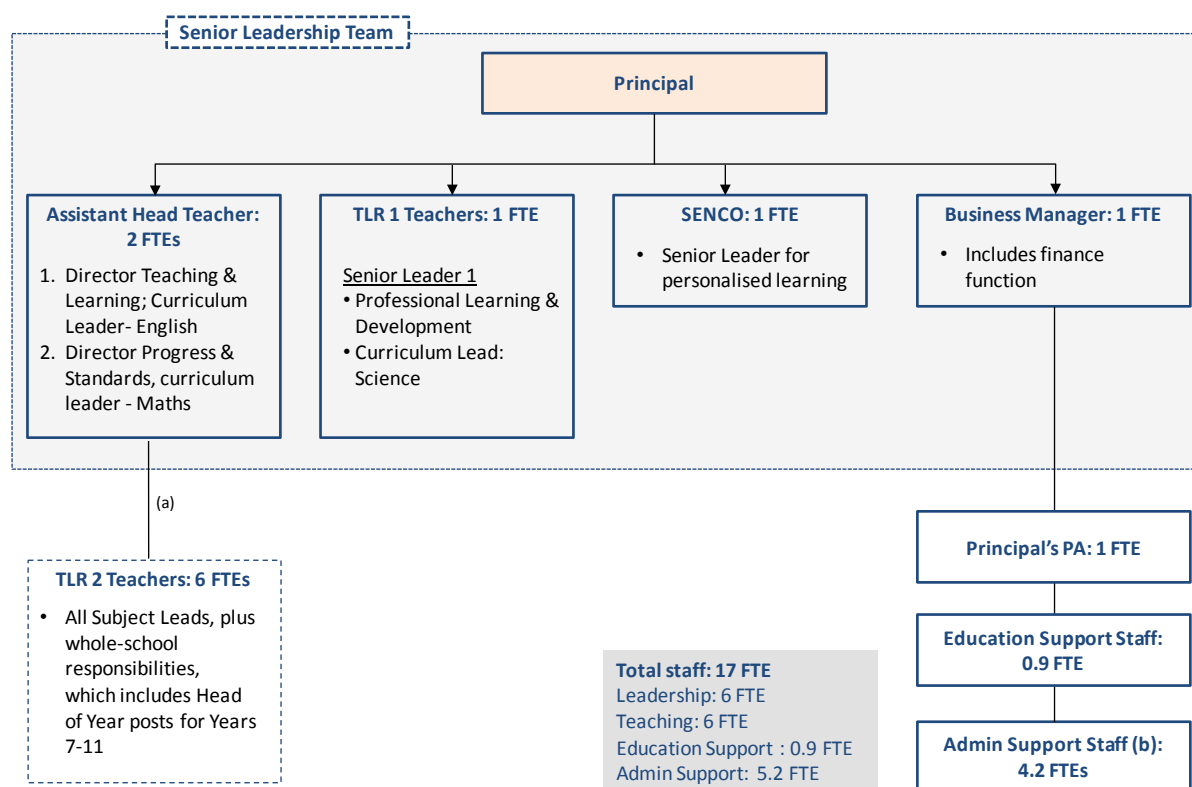 Senior Leadership Team
Principal
Assistant Head Teacher:
2 FTEs
1. Director Teaching &
Learning; Curriculum
Leader- English
2. Director Progress &
Standards, curriculum
leader - Maths
TLR 1 Teachers: 1 FTE
Senior Leader 1
• Professional Learning &
Development
• Curriculum Lead:
Science
SENCO: 1 FTE
• Senior Leader for
personalised learning
Business Manager: 1 FTE
• Includes finance
function
(a)
TLR 2 Teachers: 6 FTEs
• All Subject Leads, plus
whole-school
responsibilities,
which includes Head
of Year posts for Years
7-11
Principal's PA: 1 FTE
Education Support Staff:
0.9 FTE
Admin Support Staff (b):
4.2 FTEs
Total staff: 17 FTE
Leadership: 6 FTE
Teaching: 6 FTE
Education Support : 0.9 FTE
Admin Support: 5.2 FTE